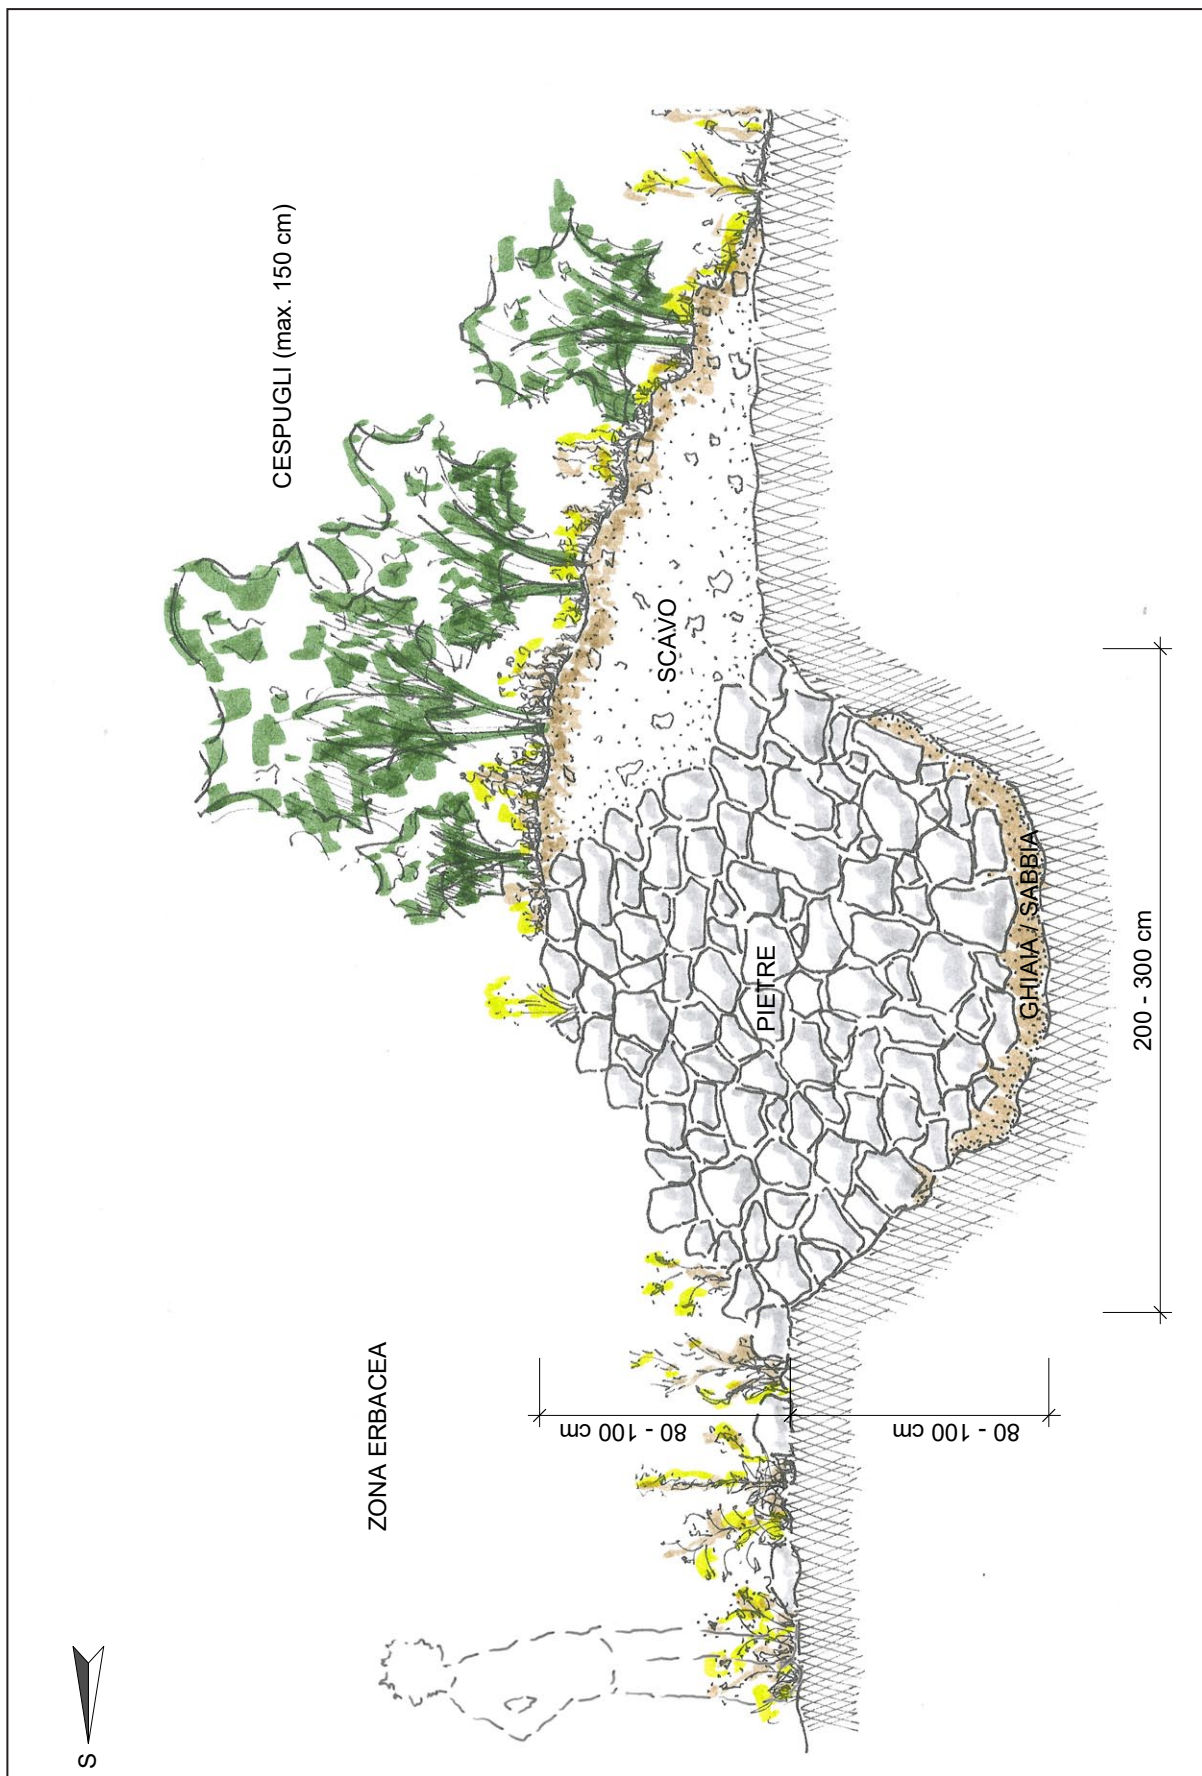 S
ZONA ERBACEA
CESPUGLI (max. 150 cm)
80 - 100 cm
80 - 100 cm
PIETRE
SCAVO
GHIAIA / SABBIA
200 - 300 cm